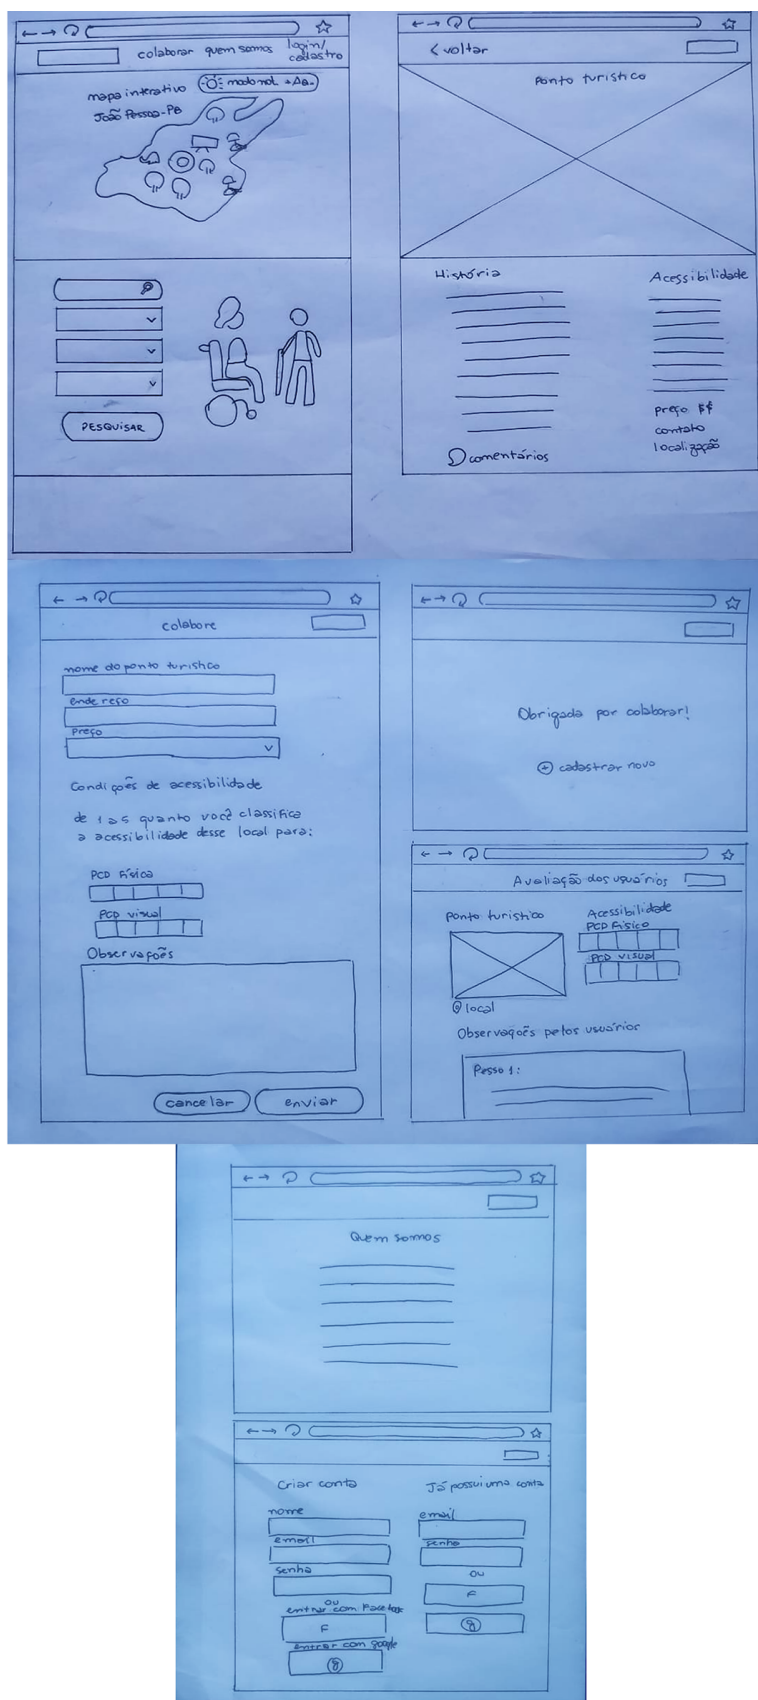 colaborar quem somos login/
cadastro
modo not. +Aa-
mapa interativo
João Pessoa-PB
PESQUISAR
< voltar
Ponto turistico
História
Acessibilidade
preço $$
contato
localização
comentários
colabore
nome do ponto turistico
endereço
Preço
Condições de acessibilidade
de 1 a 5 quanto você classifica
a acessibilidade desse local para:
PCD Física
PCD visual
Observações
cancelar
enviar
Obrigada por colaborar!
+ cadastrar novo
Avaliação dos usuários
Ponto turistico
Acessibilidade
PCD Físico
PCD visual
local
Observações pelos usuários
Pesso 1:
Quem somos
Criar conta
nome
email
senha
ou
entrar com Facebook
F
entrar com google
g
Já possui uma conta
email
senha
ou
F
g